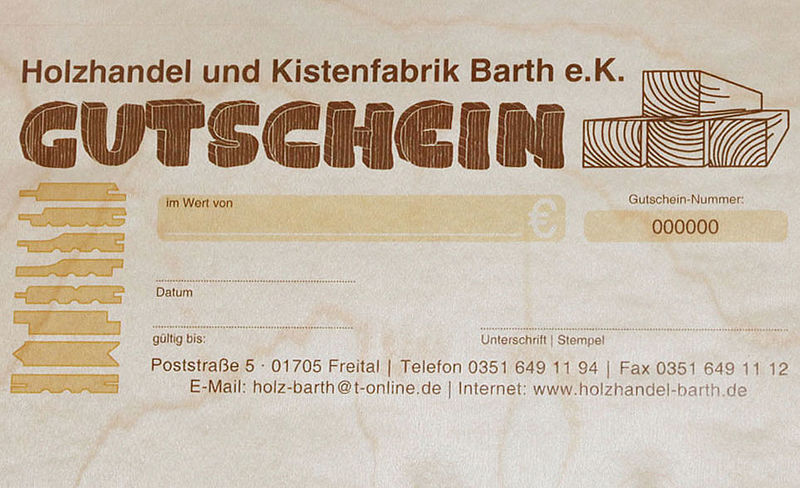 Holzhandel und Kistenfabrik Barth e.K.
GUTSCHEIN
im Wert von
€
Gutschein-Nummer:
000000
Datum
gültig bis:
Unterschrift | Stempel
Poststraße 5 · 01705 Freital | Telefon 0351 649 11 94 | Fax 0351 649 11 12
E-Mail: holz-barth@t-online.de | Internet: www.holzhandel-barth.de